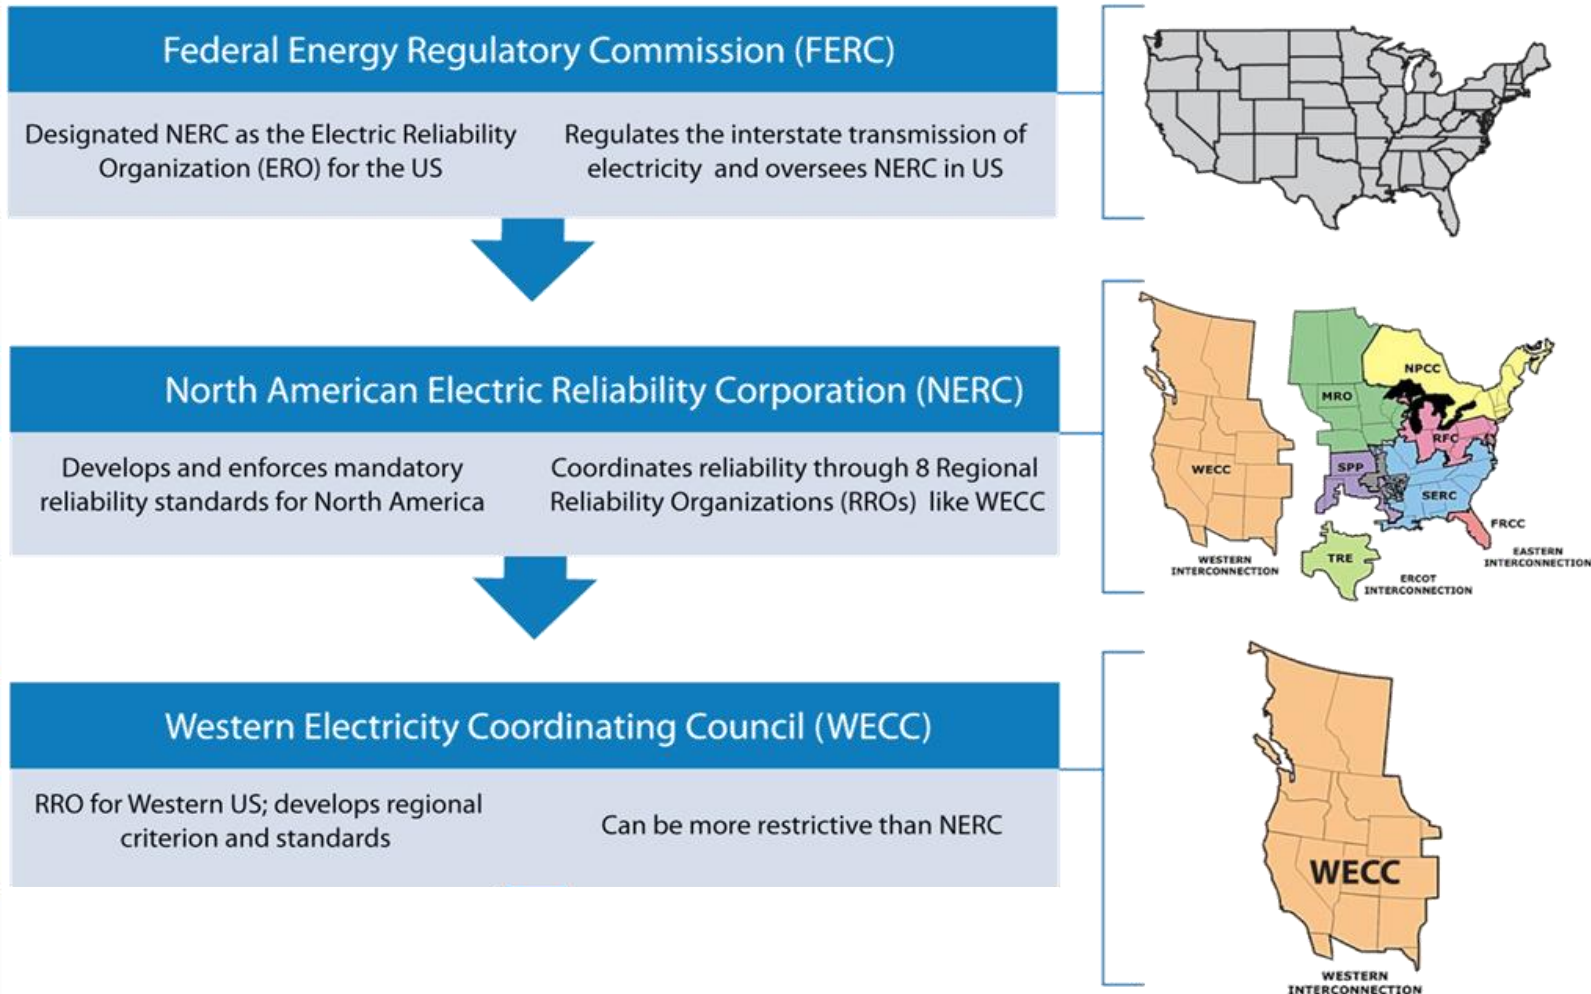 Federal Energy Regulatory Commission (FERC)
Designated NERC as the Electric Reliability
Organization (ERO) for the US
Regulates the interstate transmission of
electricity and oversees NERC in US
North American Electric Reliability Corporation (NERC)
Develops and enforces mandatory
reliability standards for North America
Coordinates reliability through 8 Regional
Reliability Organizations (RROs) like WECC
NPCC
MRO
RFC
WECC
SPP
SERC
FRCC
TRE
WESTERN
INTERCONNECTION
EASTERN
INTERCONNECTION
ERCOT
INTERCONNECTION
Western Electricity Coordinating Council (WECC)
RRO for Western US; develops regional
criterion and standards
Can be more restrictive than NERC
WECC
WESTERN
INTERCONNECTION